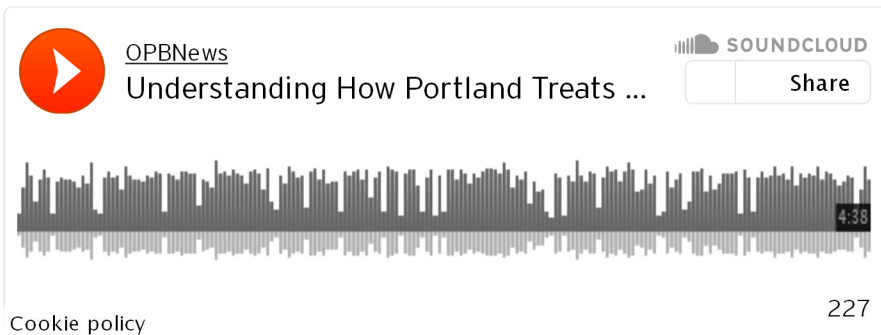 OPBNews
SOUNDCLOUD
Understanding How Portland Treats ...
Share
4:38
227
Cookie policy